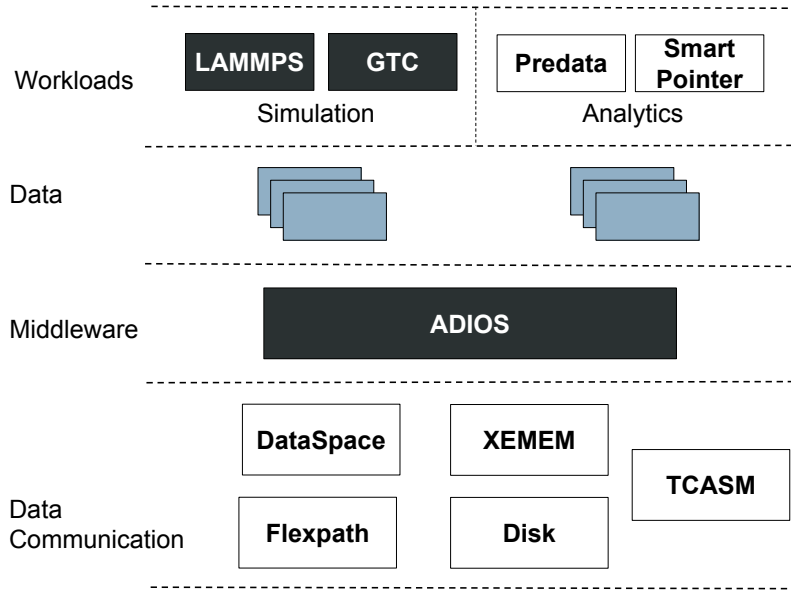 Workloads
LAMMPS
GTC
Simulation
Predata
Smart
Pointer
Analytics
Data
Middleware
ADIOS
Data
Communication
DataSpace
XEMEM
TCASM
Flexpath
Disk